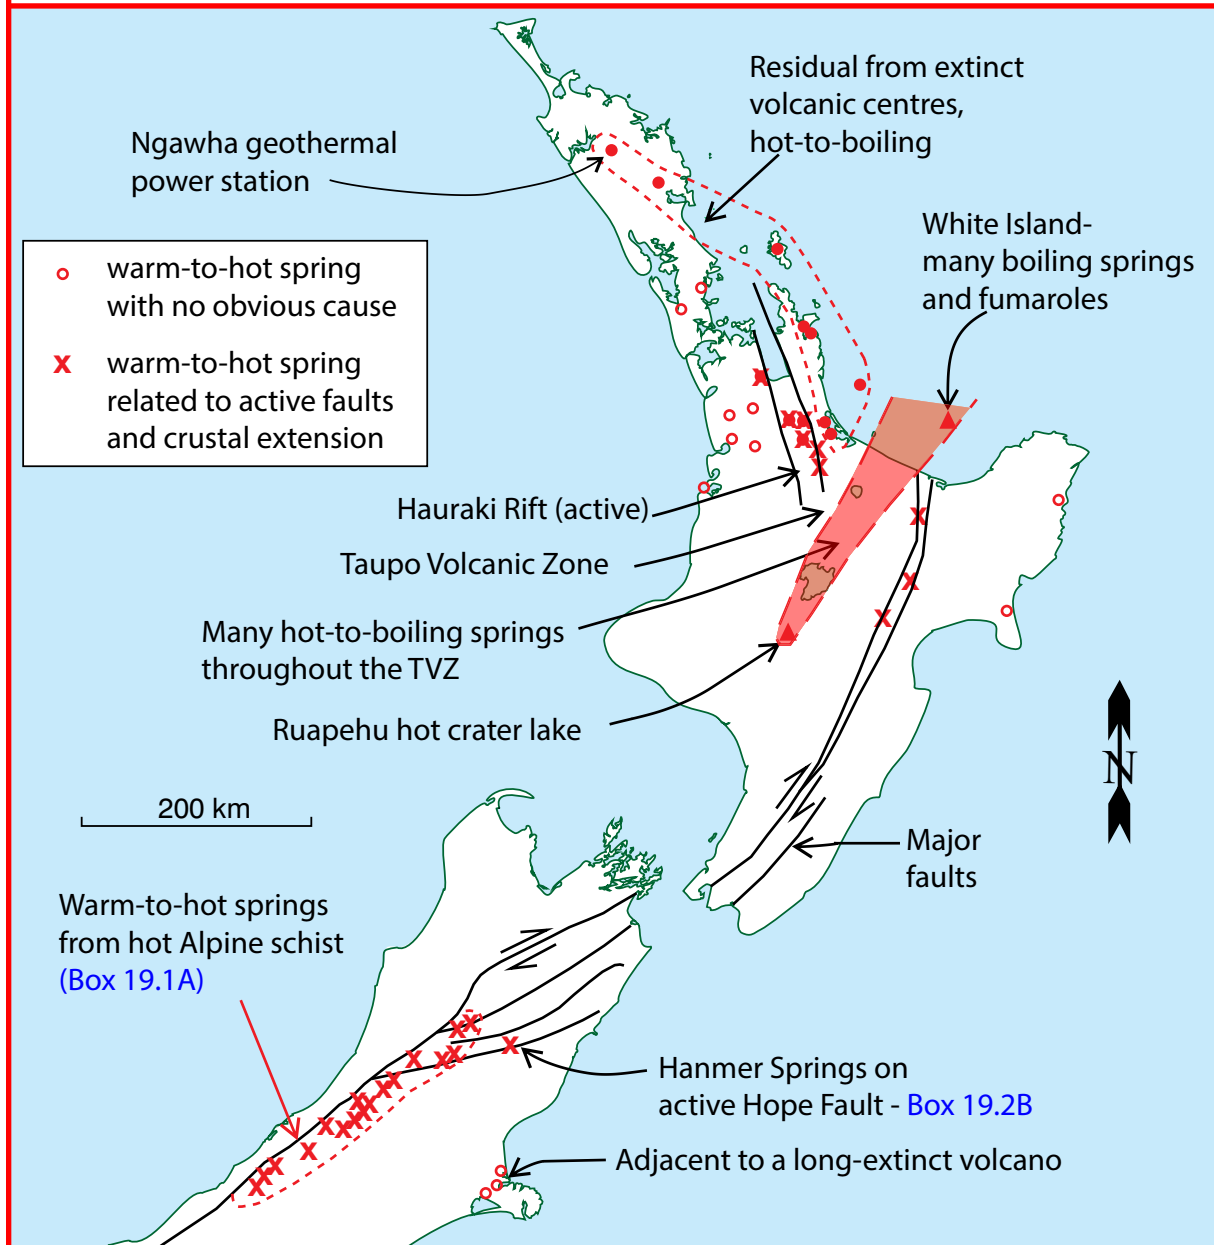 Residual from extinct
volcanic centres,
hot-to-boiling
Ngawha geothermal
power station
White Island-
many boiling springs
and fumaroles
warm-to-hot spring
with no obvious cause
x warm-to-hot spring
related to active faults
and crustal extension
Hauraki Rift (active)
Taupo Volcanic Zone
Many hot-to-boiling springs
throughout the TVZ
Ruapehu hot crater lake
N
200 km
Major
faults
Warm-to-hot springs
from hot Alpine schist
(Box 19.1A)
Hanmer Springs on
active Hope Fault - Box 19.2B
Adjacent to a long-extinct volcano